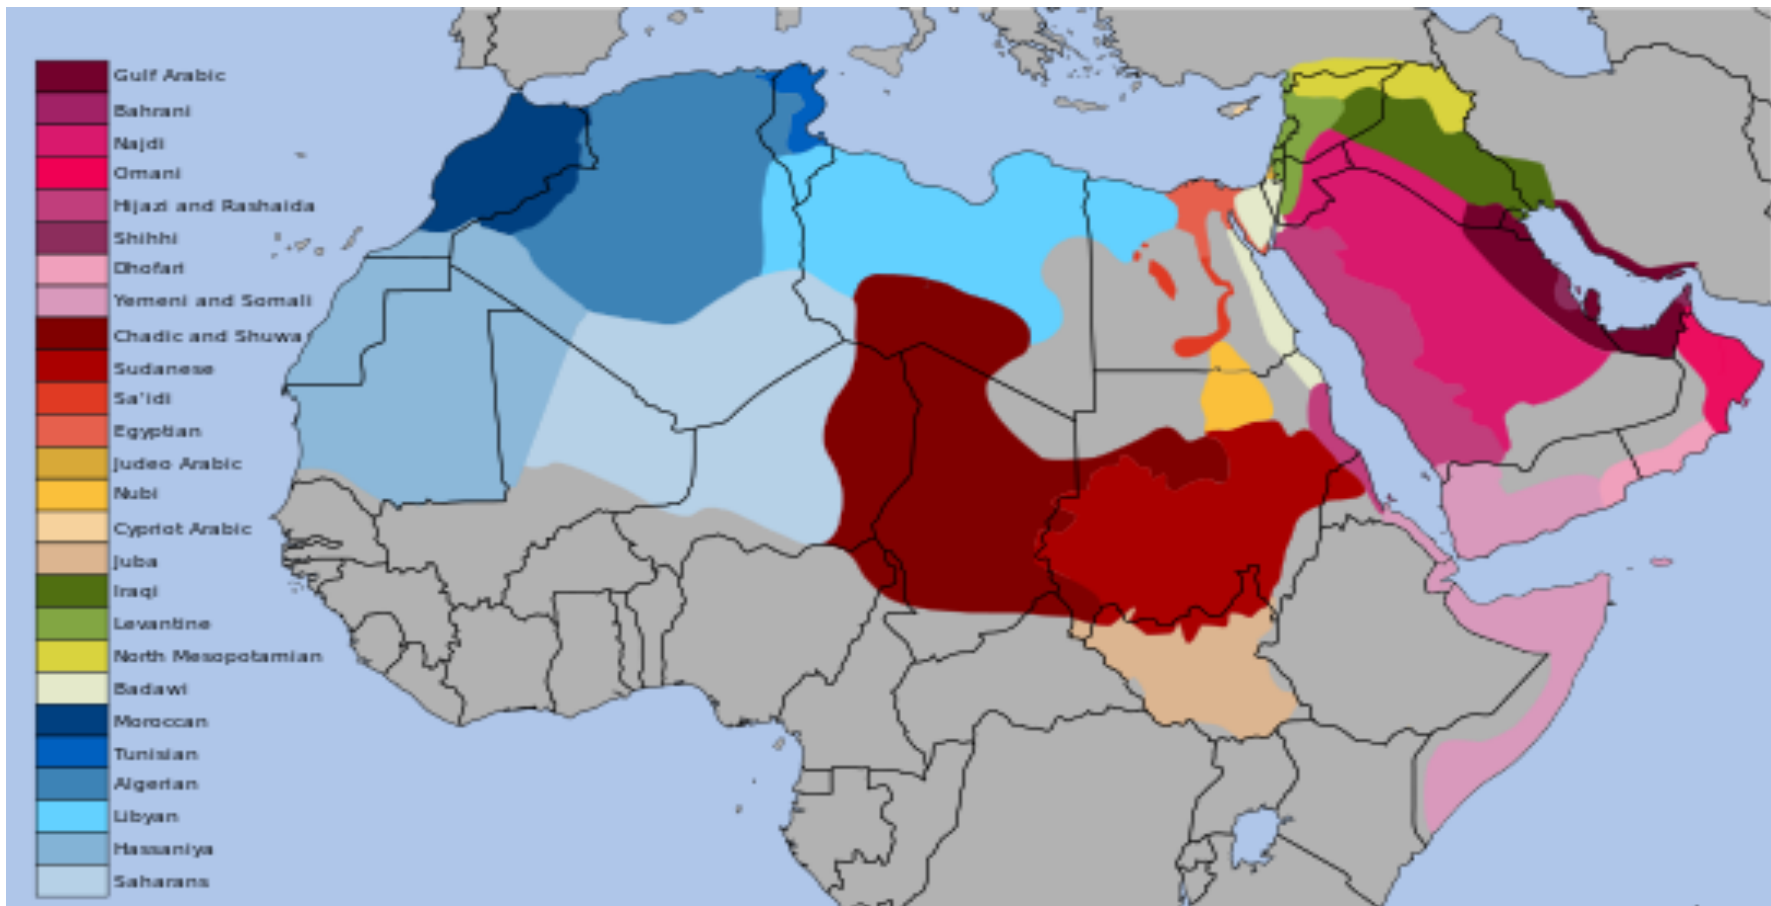 Gulf Arabic
Bahrani
Najdi
Omani
Hijazi and Rashaida
Shihhi
Dhofari
Yemeni and Somali
Chadic and Shuwa
Sudanese
Sa'idi
Egyptian
Judeo Arabic
Nubi
Cypriot Arabic
Juba
Iraqi
Levantine
North Mesopotamian
Badawi
Moroccan
Tunisian
Algerian
Libyan
Hassaniya
Saharans